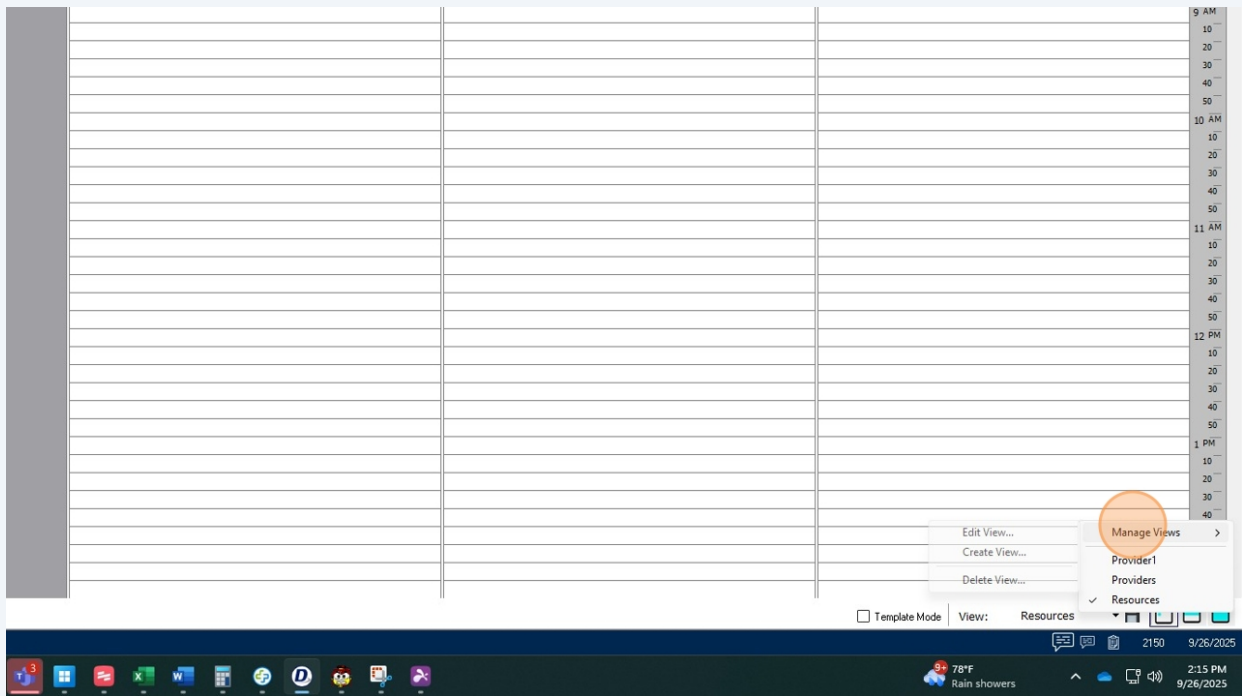 9 AM
10
20
30
40
50
10 AM
10
20
30
40
50
11 AM
10
20
30
40
50
12 PM
10
20
30
40
50
1 PM
10
20
30
40
Edit View...
Create View...
Delete View...
Manage Views
Provider1
Providers
Resources
Template Mode
View:
Resources
2150
9/26/2025
3
T
X
W
D
9+
78°F
Rain showers
2:15 PM
9/26/2025